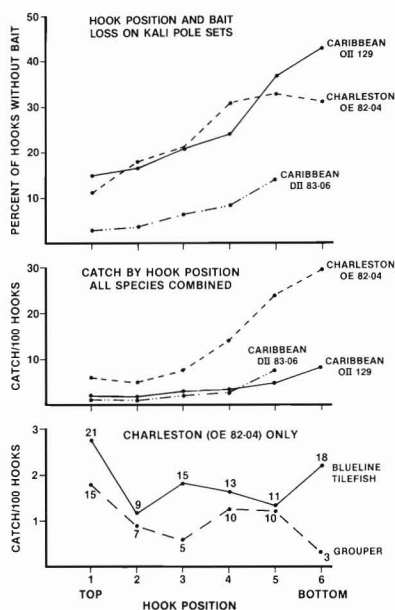 HOOK POSITION AND BAIT
LOSS ON KALI POLE SETS
CARIBBEAN
OII 129
CHARLESTON
OE 82-04
CARIBBEAN
DII 83-06
PERCENT OF HOOKS WITHOUT BAIT
50
40
30
20
10
CATCH BY HOOK POSITION
ALL SPECIES COMBINED
CHARLESTON
OE 82-04
CARIBBEAN
DII 83-06
CARIBBEAN
OII 129
CATCH/100 HOOKS
30
20
10
CHARLESTON (OE 82-04) ONLY
CATCH/100 HOOKS
3
2
1
21
9
15
13
11
18
BLUELINE
TILEFISH
15
7
5
10
10
3
GROUPER
1 2 3 4 5 6
TOP BOTTOM
HOOK POSITION